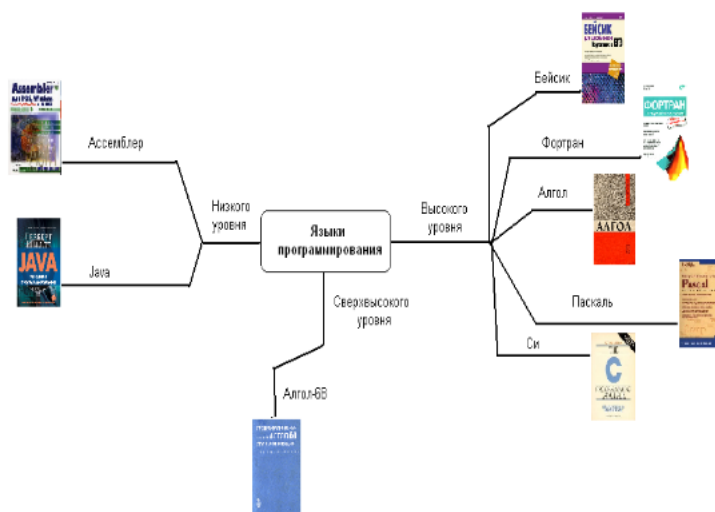 Языки
программирования
Низкого
уровня
Ассемблер
Assembler
Java
JAVA
Сверхвысокого
уровня
Алгол-68
Высокого
уровня
Бейсик
БЕЙСИК
Фортран
ФОРТРАН
Алгол
АЛГОЛ
Паскаль
Pascal
Си
C